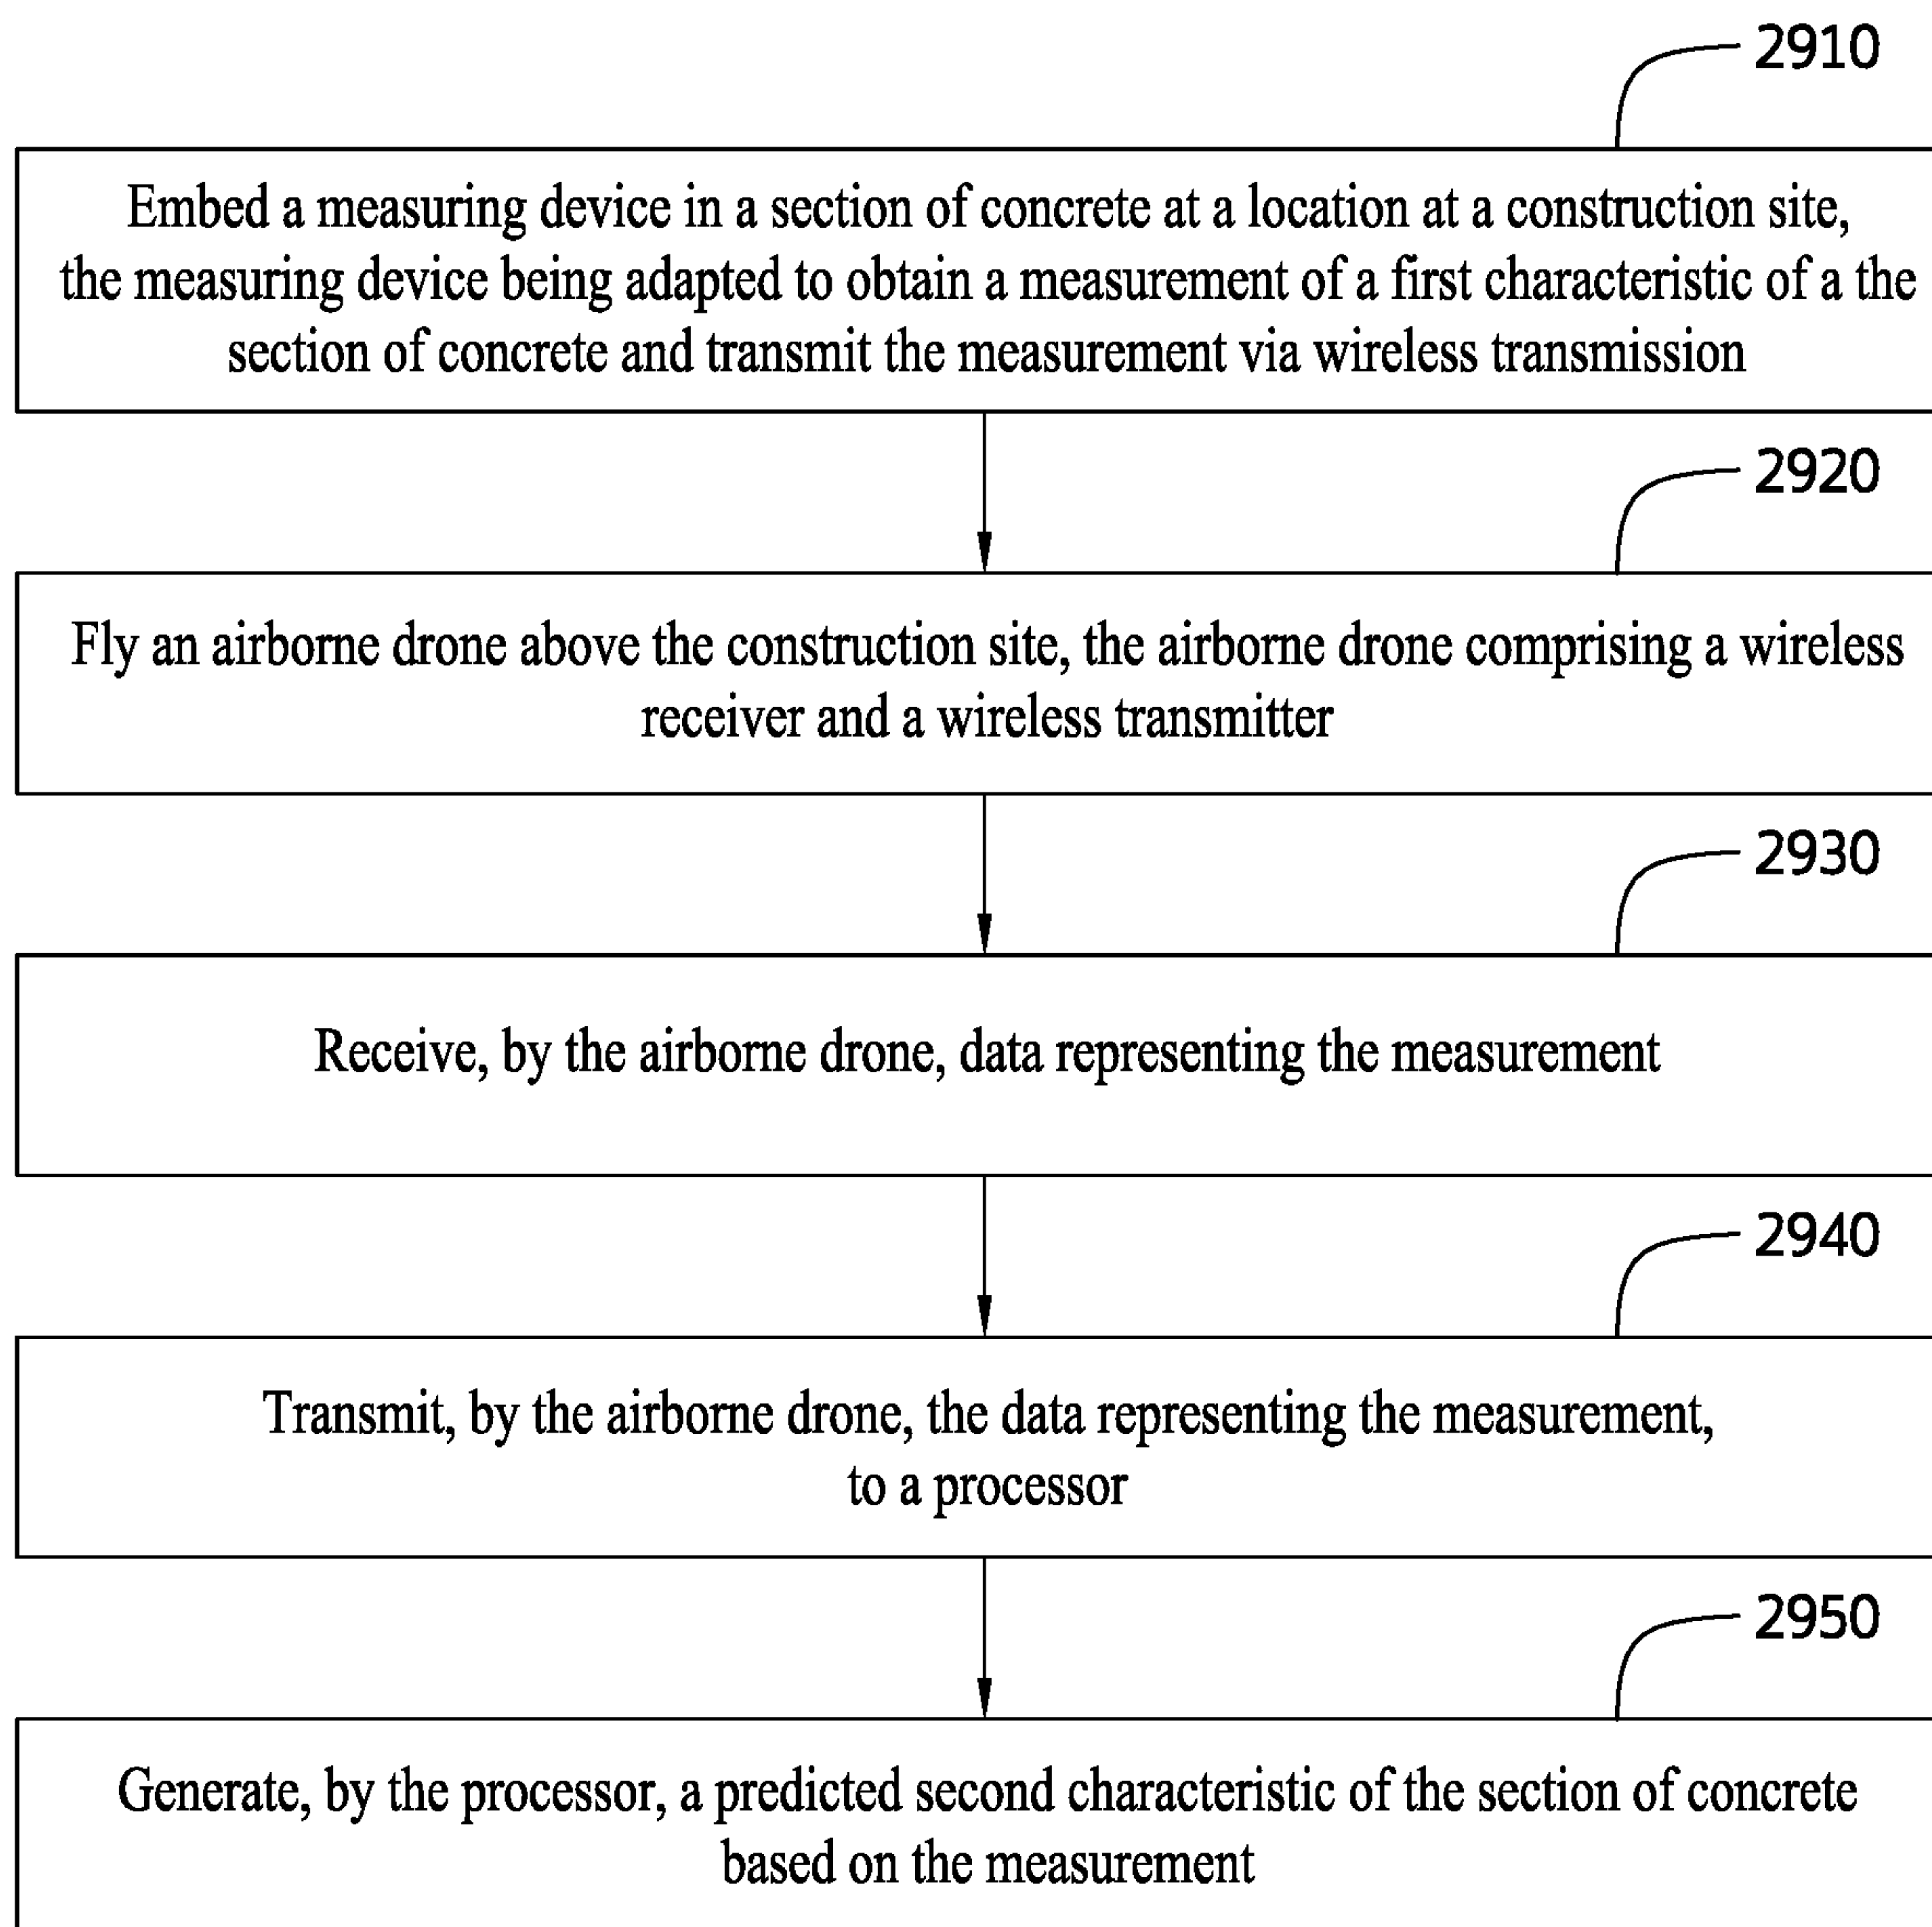 2910
Embed a measuring device in a section of concrete at a location at a construction site,
the measuring device being adapted to obtain a measurement of a first characteristic of a the
section of concrete and transmit the measurement via wireless transmission
2920
Fly an airborne drone above the construction site, the airborne drone comprising a wireless
receiver and a wireless transmitter
2930
Receive, by the airborne drone, data representing the measurement
2940
Transmit, by the airborne drone, the data representing the measurement,
to a processor
2950
Generate, by the processor, a predicted second characteristic of the section of concrete
based on the measurement